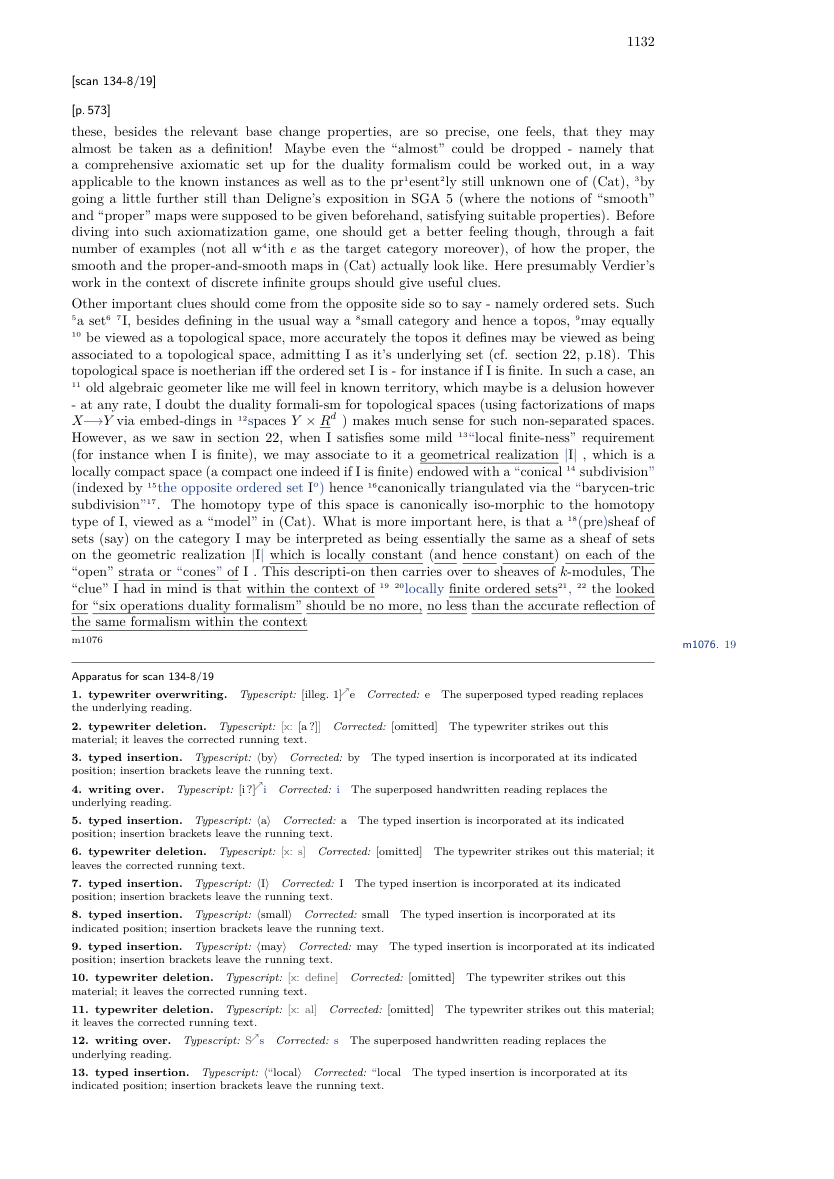 1132
[scan 134-8/19]
[p. 573]
these, besides the relevant base change properties, are so precise, one feels, that they may
almost be taken as a definition! Maybe even the “almost” could be dropped - namely that
a comprehensive axiomatic set up for the duality formalism could be worked out, in a way
applicable to the known instances as well as to the pr¹esent²ly still unknown one of (Cat), ³by
going a little further still than Deligne’s exposition in SGA 5 (where the notions of “smooth”
and “proper” maps were supposed to be given beforehand, satisfying suitable properties). Before
diving into such axiomatization game, one should get a better feeling though, through a fait
number of examples (not all w⁴ith e as the target category moreover), of how the proper, the
smooth and the proper-and-smooth maps in (Cat) actually look like. Here presumably Verdier’s
work in the context of discrete infinite groups should give useful clues.
Other important clues should come from the opposite side so to say - namely ordered sets. Such
⁵a set⁶ ⁷I, besides defining in the usual way a ⁸small category and hence a topos, ⁹may equally
¹⁰ be viewed as a topological space, more accurately the topos it defines may be viewed as being
associated to a topological space, admitting I as it’s underlying set (cf. section 22, p.18). This
topological space is noetherian iff the ordered set I is - for instance if I is finite. In such a case, an
¹¹ old algebraic geometer like me will feel in known territory, which maybe is a delusion however
- at any rate, I doubt the duality formali-sm for topological spaces (using factorizations of maps
X⟶Y via embed-dings in ¹²spaces Y × Rᵈ ) makes much sense for such non-separated spaces.
However, as we saw in section 22, when I satisfies some mild ¹³“local finite-ness” requirement
(for instance when I is finite), we may associate to it a geometrical realization |I| , which is a
locally compact space (a compact one indeed if I is finite) endowed with a “conical ¹⁴ subdivision”
(indexed by ¹⁵the opposite ordered set Iᵒ) hence ¹⁶canonically triangulated via the “barycen-tric
subdivision”¹⁷. The homotopy type of this space is canonically iso-morphic to the homotopy
type of I, viewed as a “model” in (Cat). What is more important here, is that a ¹⁸(pre)sheaf of
sets (say) on the category I may be interpreted as being essentially the same as a sheaf of sets
on the geometric realization |I| which is locally constant (and hence constant) on each of the
“open” strata or “cones” of I . This descripti-on then carries over to sheaves of k-modules, The
“clue” I had in mind is that within the context of ¹⁹ ²⁰locally finite ordered sets²¹, ²² the looked
for “six operations duality formalism” should be no more, no less than the accurate reflection of
the same formalism within the context
m1076
m1076. 19
Apparatus for scan 134-8/19
1. typewriter overwriting. Typescript: [illeg. 1]↗e Corrected: e The superposed typed reading replaces
the underlying reading.
2. typewriter deletion. Typescript: [x: [a ?]] Corrected: [omitted] The typewriter strikes out this
material; it leaves the corrected running text.
3. typed insertion. Typescript: ⟨by⟩ Corrected: by The typed insertion is incorporated at its indicated
position; insertion brackets leave the running text.
4. writing over. Typescript: [i ?]↗i Corrected: i The superposed handwritten reading replaces the
underlying reading.
5. typed insertion. Typescript: ⟨a⟩ Corrected: a The typed insertion is incorporated at its indicated
position; insertion brackets leave the running text.
6. typewriter deletion. Typescript: [x: s] Corrected: [omitted] The typewriter strikes out this material; it
leaves the corrected running text.
7. typed insertion. Typescript: ⟨I⟩ Corrected: I The typed insertion is incorporated at its indicated
position; insertion brackets leave the running text.
8. typed insertion. Typescript: ⟨small⟩ Corrected: small The typed insertion is incorporated at its
indicated position; insertion brackets leave the running text.
9. typed insertion. Typescript: ⟨may⟩ Corrected: may The typed insertion is incorporated at its indicated
position; insertion brackets leave the running text.
10. typewriter deletion. Typescript: [x: define] Corrected: [omitted] The typewriter strikes out this
material; it leaves the corrected running text.
11. typewriter deletion. Typescript: [x: al] Corrected: [omitted] The typewriter strikes out this material;
it leaves the corrected running text.
12. writing over. Typescript: S↗s Corrected: s The superposed handwritten reading replaces the
underlying reading.
13. typed insertion. Typescript: ⟨“local⟩ Corrected: “local The typed insertion is incorporated at its
indicated position; insertion brackets leave the running text.